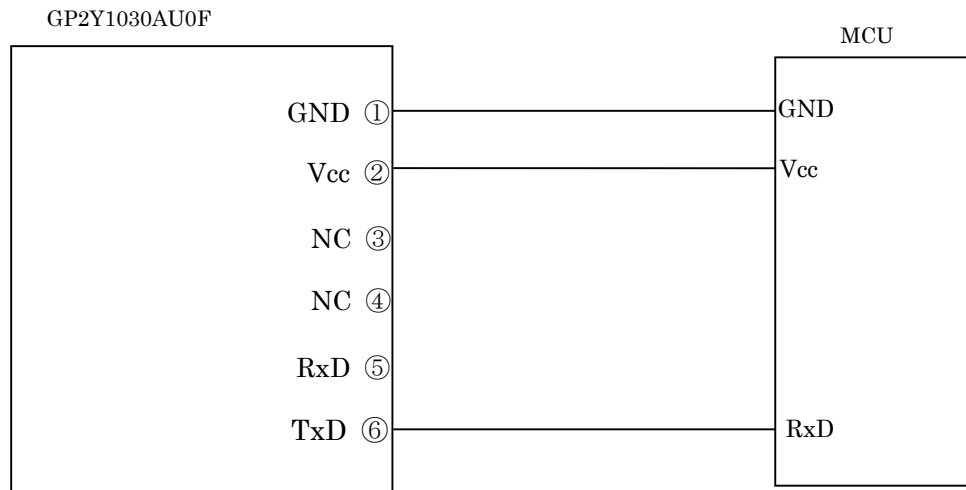 GP2Y1030AU0F
MCU
GND ①
GND
Vcc ②
Vcc
NC ③
NC ④
RxD ⑤
TxD ⑥
RxD